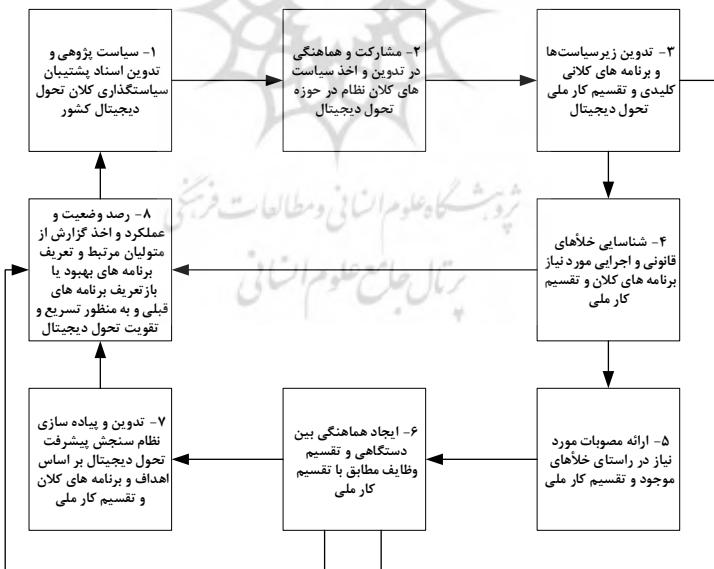 ۱- سیاست پژوهی و
تدوین اسناد پشتیبان
سیاستگذاری کلان تحول
دیجیتال کشور
۲- مشارکت و هماهنگی
در تدوین و اخذ سیاست
های کلان نظام در حوزه
تحول دیجیتال
۳- تدوین زیرسیاست‌ها
و برنامه های کلانی
کلیدی و تقسیم کار ملی
تحول دیجیتال
۴- شناسایی خلأهای
قانونی و اجرایی مورد نیاز
برنامه های کلان و تقسیم
کار ملی
۵- ارائه مصوبات مورد
نیاز در راستای خلأهای
موجود و تقسیم کار ملی
۶- ایجاد هماهنگی بین
دستگاهی و تقسیم
وظایف مطابق با تقسیم
کار ملی
۷- تدوین و پیاده سازی
نظام سنجش پیشرفت
تحول دیجیتال بر اساس
اهداف و برنامه های کلان
و تقسیم کار ملی
۸- رصد وضعیت و
عملکرد و اخذ گزارش از
متولیان مرتبط و تعریف
برنامه های بهبود یا
بازتعریف برنامه های
قبلی و به منظور تسریع و
تقویت تحول دیجیتال
پژوهشگاه علوم انسانی و مطالعات فرهنگی
پرتال جامع علوم انسانی